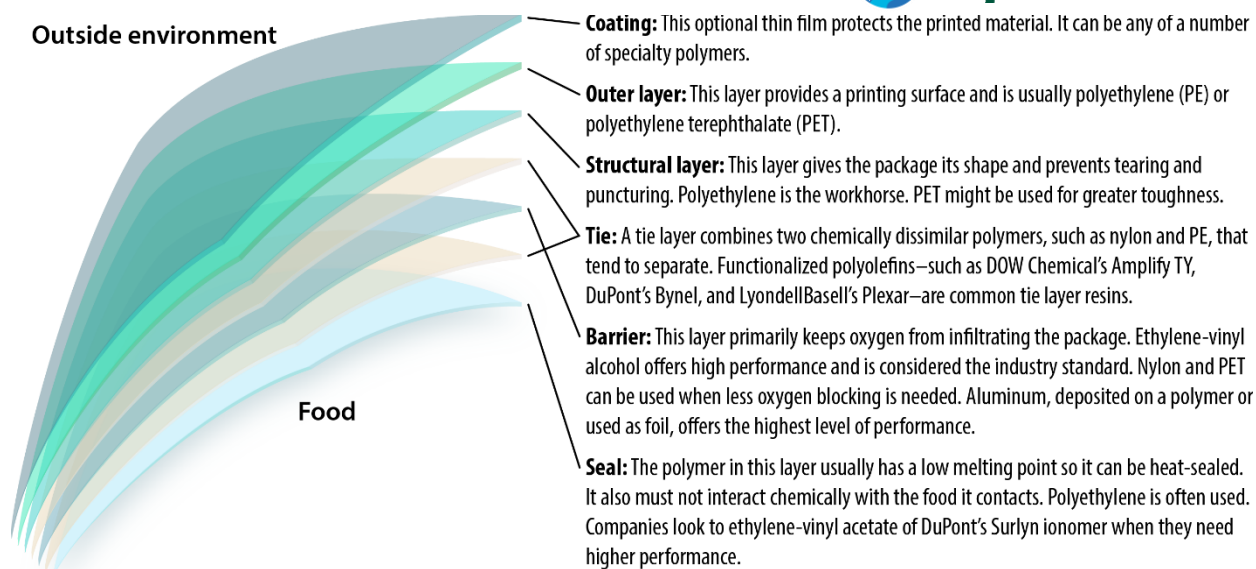 Outside environment
Coating: This optional thin film protects the printed material. It can be any of a number
of specialty polymers.
Outer layer: This layer provides a printing surface and is usually polyethylene (PE) or
polyethylene terephthalate (PET).
Structural layer: This layer gives the package its shape and prevents tearing and
puncturing. Polyethylene is the workhorse. PET might be used for greater toughness.
Tie: A tie layer combines two chemically dissimilar polymers, such as nylon and PE, that
tend to separate. Functionalized polyolefins–such as DOW Chemical's Amplify TY,
DuPont's Bynel, and LyondellBasell's Plexar–are common tie layer resins.
Barrier: This layer primarily keeps oxygen from infiltrating the package. Ethylene-vinyl
alcohol offers high performance and is considered the industry standard. Nylon and PET
can be used when less oxygen blocking is needed. Aluminum, deposited on a polymer or
used as foil, offers the highest level of performance.
Food
Seal: The polymer in this layer usually has a low melting point so it can be heat-sealed.
It also must not interact chemically with the food it contacts. Polyethylene is often used.
Companies look to ethylene-vinyl acetate of DuPont's Surlyn ionomer when they need
higher performance.